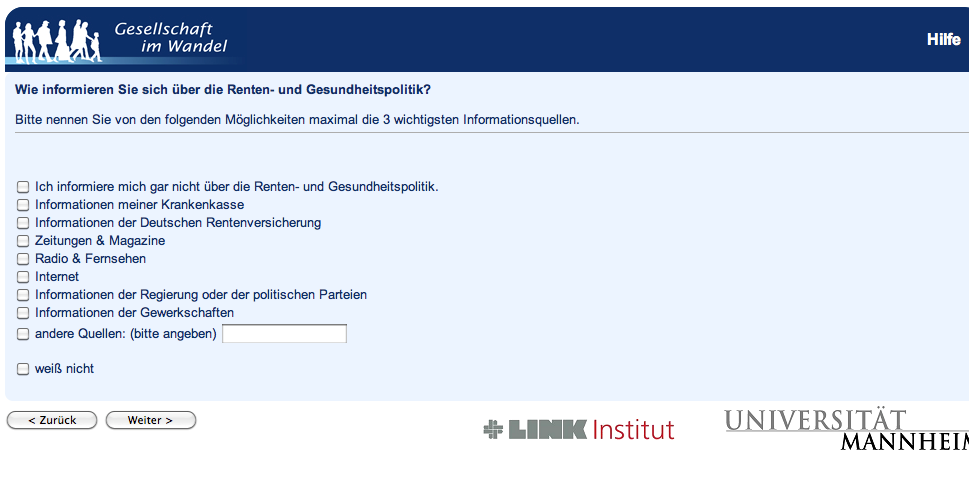 Gesellschaft
im Wandel
Hilfe
Wie informieren Sie sich über die Renten- und Gesundheitspolitik?
Bitte nennen Sie von den folgenden Möglichkeiten maximal die 3 wichtigsten Informationsquellen.
Ich informiere mich gar nicht über die Renten- und Gesundheitspolitik.
Informationen meiner Krankenkasse
Informationen der Deutschen Rentenversicherung
Zeitungen & Magazine
Radio & Fernsehen
Internet
Informationen der Regierung oder der politischen Parteien
Informationen der Gewerkschaften
andere Quellen: (bitte angeben)
weiß nicht
< Zurück Weiter >
LINK Institut
UNIVERSITÄT
MANNHEIM